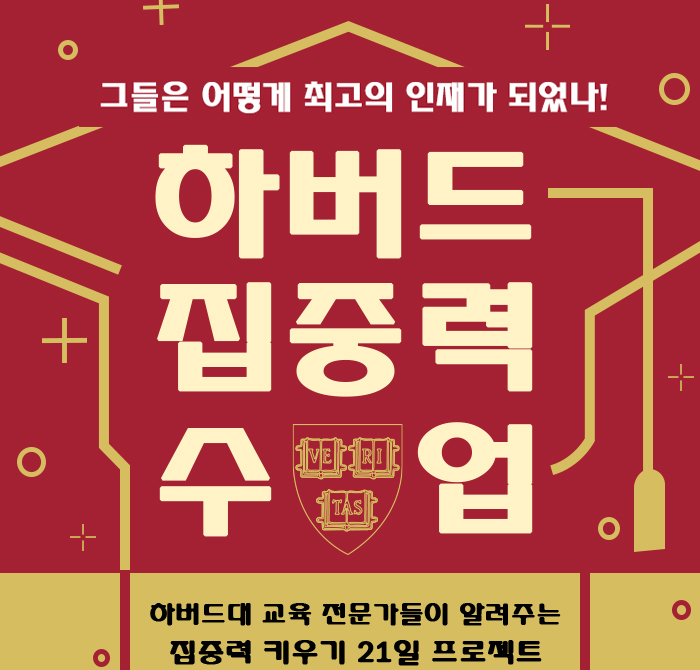 그들은 어떻게 최고의 인재가 되었나!
하버드
집중력
수업
VE RI
TAS
하버드대 교육 전문가들이 알려주는
집중력 키우기 21일 프로젝트